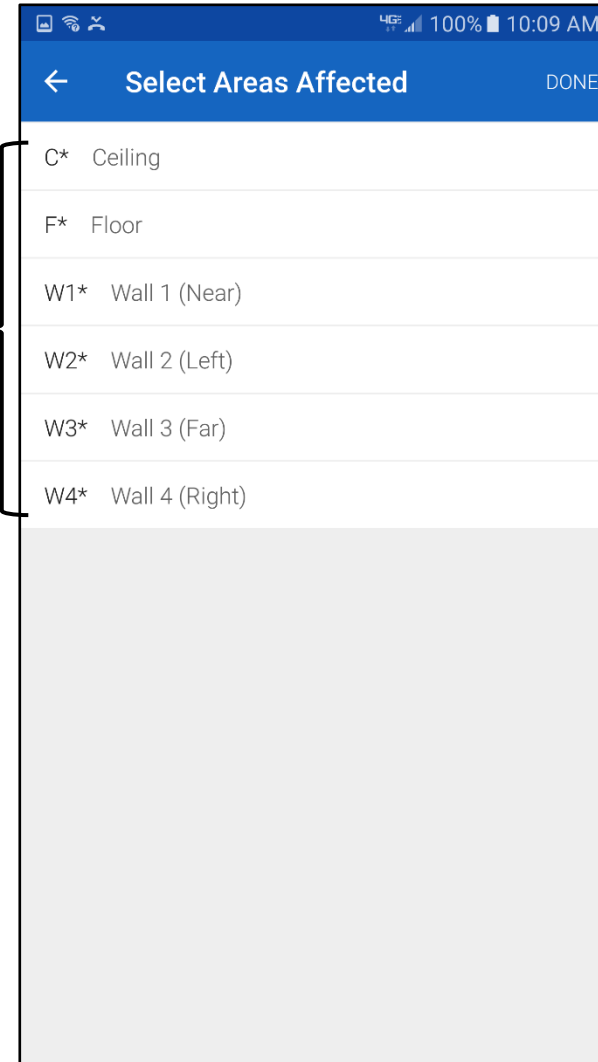 4GE 100% 10:09 AM
Select Areas Affected DONE
C* Ceiling
F* Floor
W1* Wall 1 (Near)
W2* Wall 2 (Left)
W3* Wall 3 (Far)
W4* Wall 4 (Right)